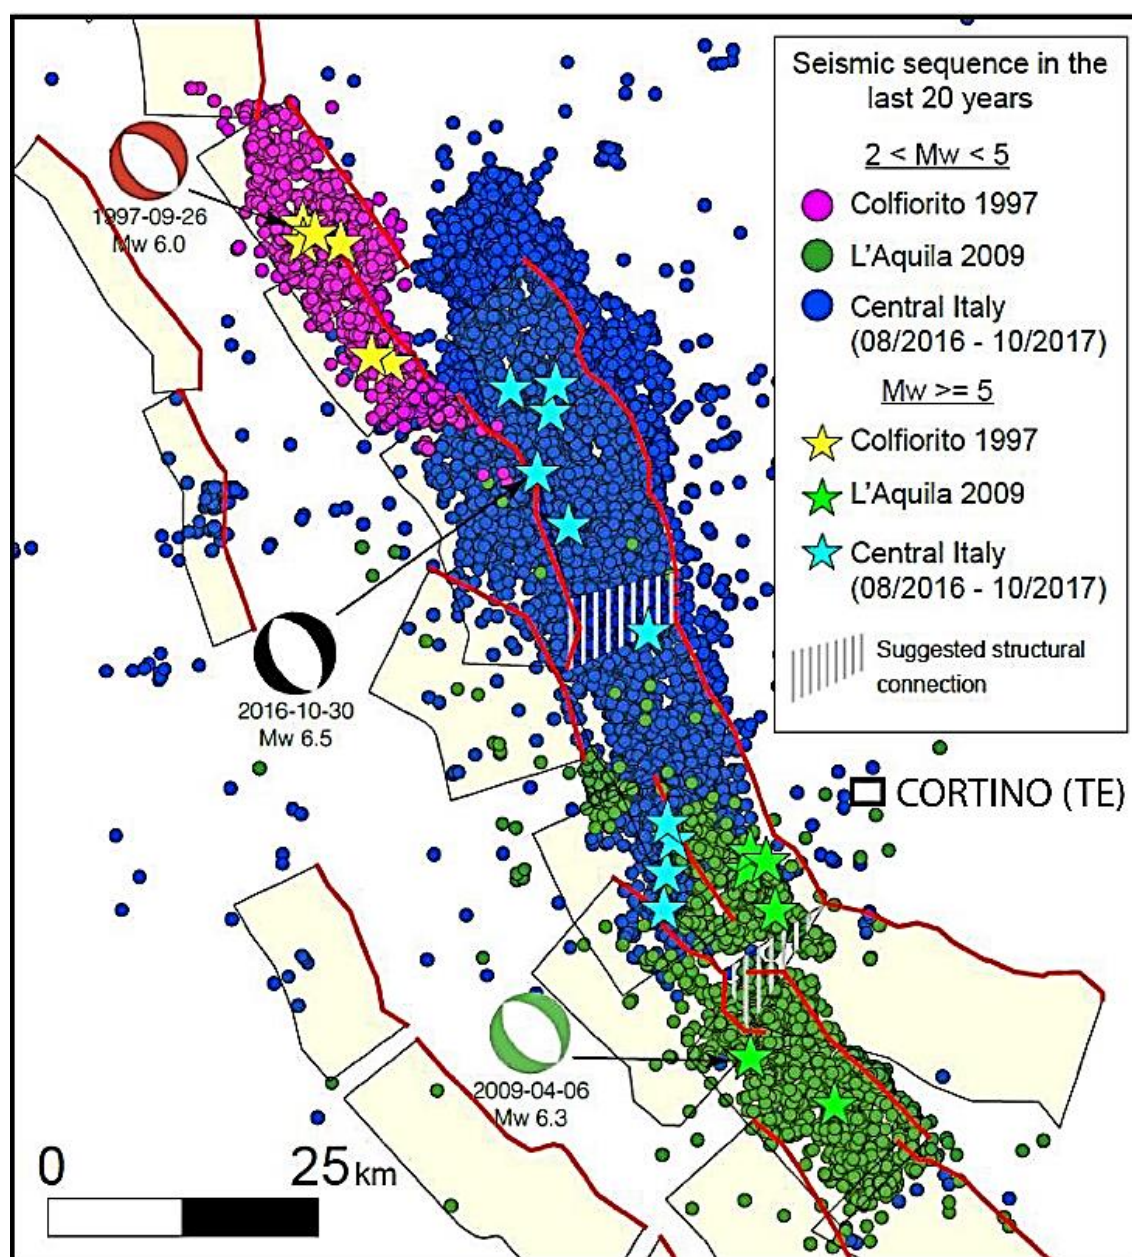 Seismic sequence in the
last 20 years
2 < Mw < 5
Colfiorito 1997
L'Aquila 2009
Central Italy
(08/2016 - 10/2017)
Mw >= 5
Colfiorito 1997
L'Aquila 2009
Central Italy
(08/2016 - 10/2017)
Suggested structural
connection
1997-09-26
Mw 6.0
2016-10-30
Mw 6.5
CORTINO (TE)
2009-04-06
Mw 6.3
0 25 km